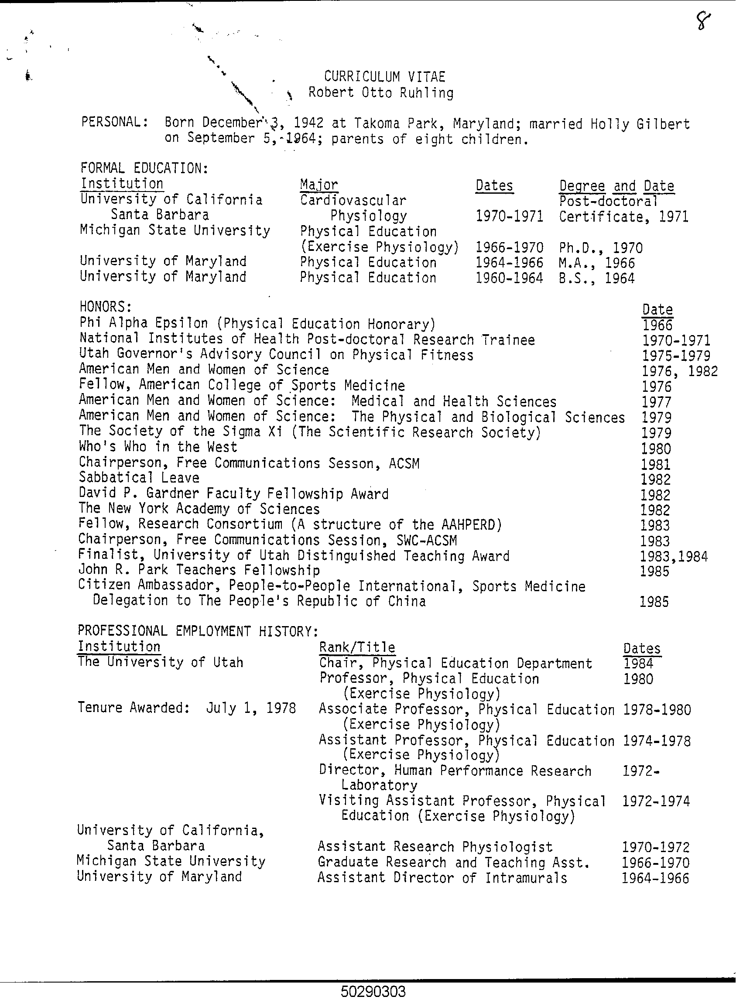 8
CURRICULUM VITAE
Robert Otto Ruhling
PERSONAL: Born December 3, 1942 at Takoma Park, Maryland; married Holly Gilbert
on September 5, 1964; parents of eight children.
FORMAL EDUCATION:
Institution Major Dates Degree and Date
University of California Cardiovascular Post-doctoral
Santa Barbara Physiology 1970-1971 Certificate, 1971
Michigan State University Physical Education
(Exercise Physiology) 1966-1970 Ph.D., 1970
University of Maryland Physical Education 1964-1966 M.A., 1966
University of Maryland Physical Education 1960-1964 B.S., 1964
HONORS: Date
Phi Alpha Epsilon (Physical Education Honorary) 1966
National Institutes of Health Post-doctoral Research Trainee 1970-1971
Utah Governor's Advisory Council on Physical Fitness 1975-1979
American Men and Women of Science 1976, 1982
Fellow, American College of Sports Medicine 1976
American Men and Women of Science: Medical and Health Sciences 1977
American Men and Women of Science: The Physical and Biological Sciences 1979
The Society of the Sigma Xi (The Scientific Research Society) 1979
Who's Who in the West 1980
Chairperson, Free Communications Sesson, ACSM 1981
Sabbatical Leave 1982
David P. Gardner Faculty Fellowship Award 1982
The New York Academy of Sciences 1982
Fellow, Research Consortium (A structure of the AAHPERD) 1983
Chairperson, Free Communications Session, SWC-ACSM 1983
Finalist, University of Utah Distinguished Teaching Award 1983,1984
John R. Park Teachers Fellowship 1985
Citizen Ambassador, People-to-People International, Sports Medicine
Delegation to The People's Republic of China 1985
PROFESSIONAL EMPLOYMENT HISTORY:
Institution Rank/Title Dates
The University of Utah Chair, Physical Education Department 1984
Professor, Physical Education 1980
(Exercise Physiology)
Tenure Awarded: July 1, 1978 Associate Professor, Physical Education 1978-1980
(Exercise Physiology)
Assistant Professor, Physical Education 1974-1978
(Exercise Physiology)
Director, Human Performance Research 1972-
Laboratory
Visiting Assistant Professor, Physical 1972-1974
Education (Exercise Physiology)
University of California,
Santa Barbara Assistant Research Physiologist 1970-1972
Michigan State University Graduate Research and Teaching Asst. 1966-1970
University of Maryland Assistant Director of Intramurals 1964-1966
50290303